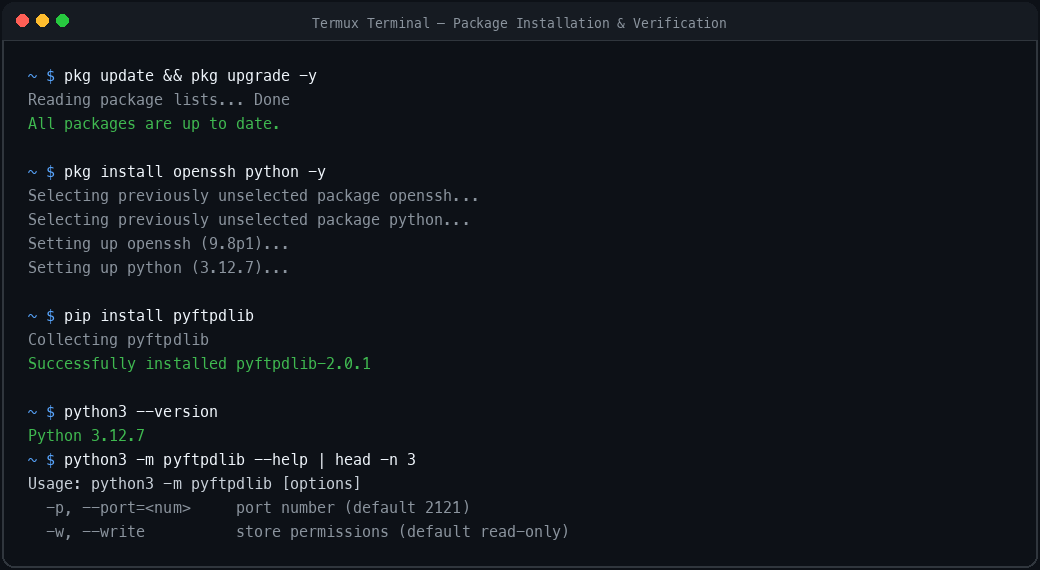 Termux Terminal — Package Installation & Verification
~ $ pkg update && pkg upgrade -y
Reading package lists... Done
All packages are up to date.
~ $ pkg install openssh python -y
Selecting previously unselected package openssh...
Selecting previously unselected package python...
Setting up openssh (9.8p1)...
Setting up python (3.12.7)...
~ $ pip install pyftpdlib
Collecting pyftpdlib
Successfully installed pyftpdlib-2.0.1
~ $ python3 --version
Python 3.12.7
~ $ python3 -m pyftpdlib --help | head -n 3
Usage: python3 -m pyftpdlib [options]
  -p, --port=<num>     port number (default 2121)
  -w, --write          store permissions (default read-only)